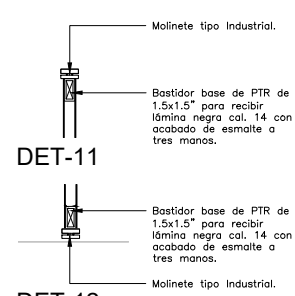 Molinete tipo Industrial.
Bastidor base de PTR de
1.5x1.5" para recibir
lámina negra cal. 14 con
acabado de esmalte a
tres manos.
DET-11
Bastidor base de PTR de
1.5x1.5" para recibir
lámina negra cal. 14 con
acabado de esmalte a
tres manos.
Molinete tipo Industrial.